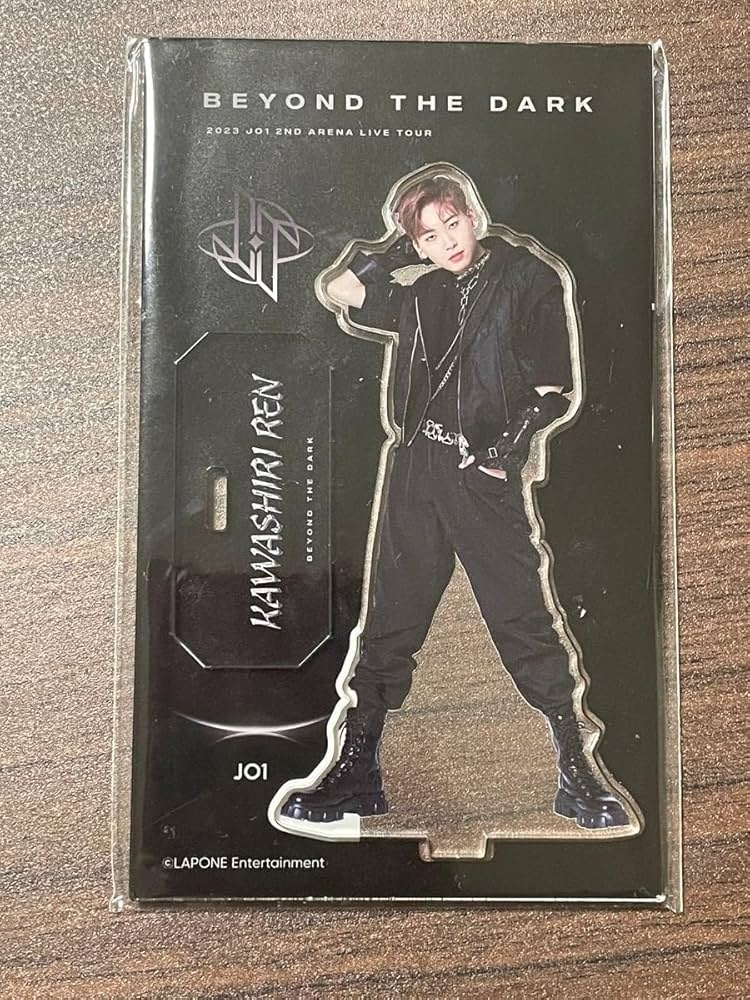 BEYOND THE DARK
2023 JO1 2ND ARENA LIVE TOUR
KAWASHIRI REN
BEYOND THE DARK
JO1
©LAPONE Entertainment